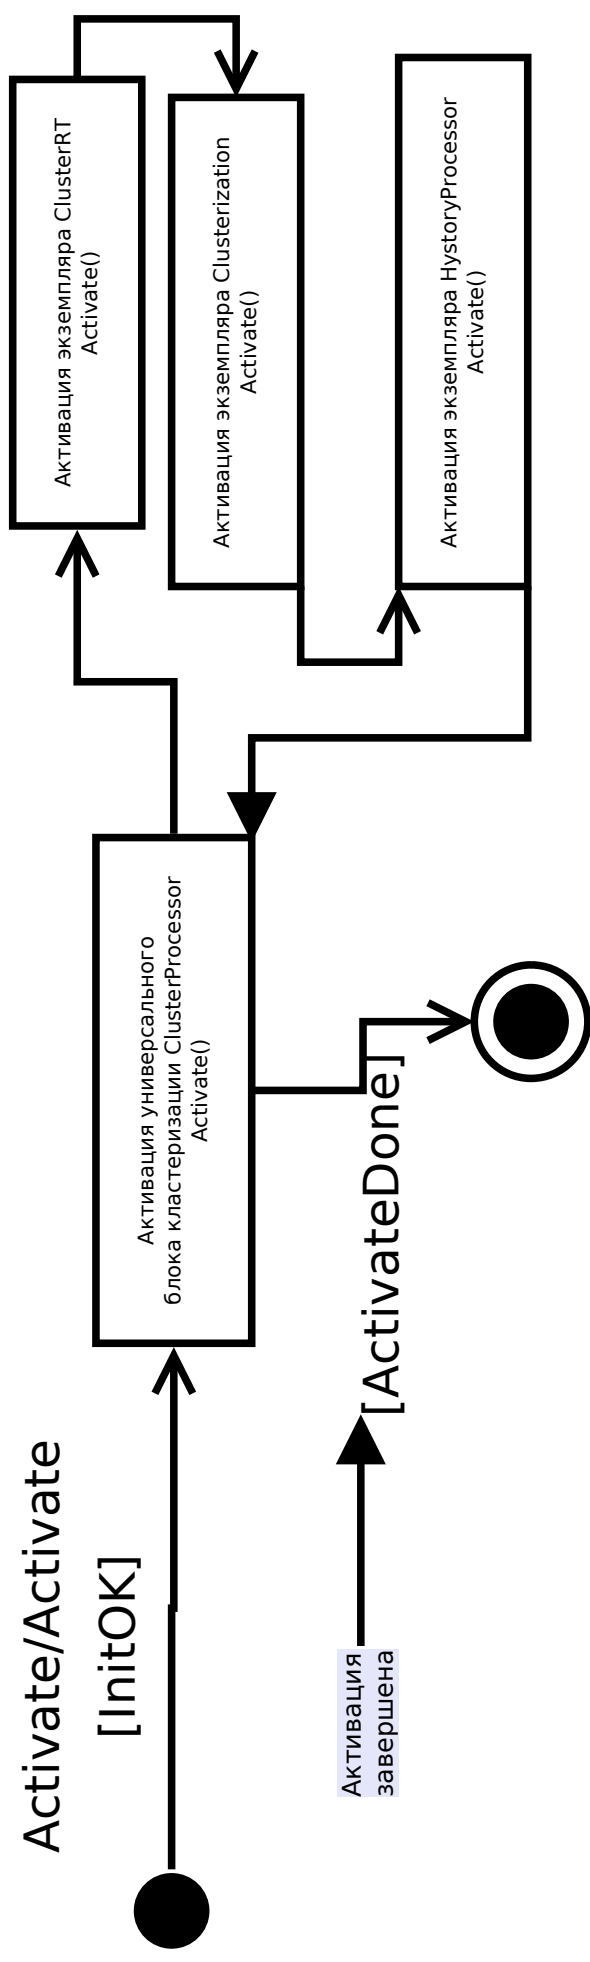 Activate/Activate
[InitOK]
Активация универсального
блока кластеризации ClusterProcessor
Activate()
Активация экземпляра ClusterRT
Activate()
Активация экземпляра Clusterization
Activate()
Активация экземпляра HystoryProcessor
Activate()
[ActivateDone]
Активация
завершена